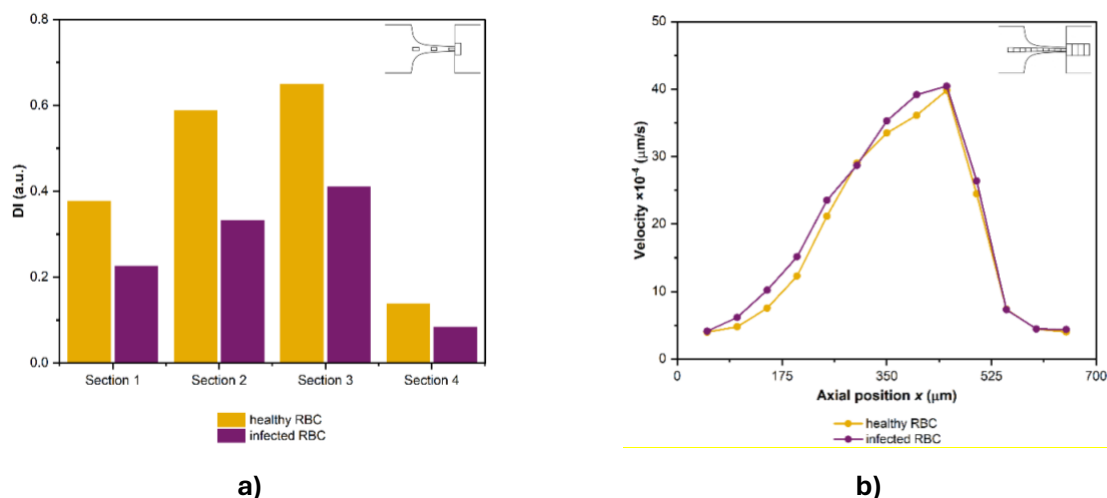 0.8
0.6
0.4
0.2
0.0
DI (a.u.)
Section 1 Section 2 Section 3 Section 4
healthy RBC
infected RBC
a)
50
40
30
20
10
0
Velocity ×10⁻⁴ (μm/s)
0 175 350 525 700
Axial position x (μm)
healthy RBC
infected RBC
b)